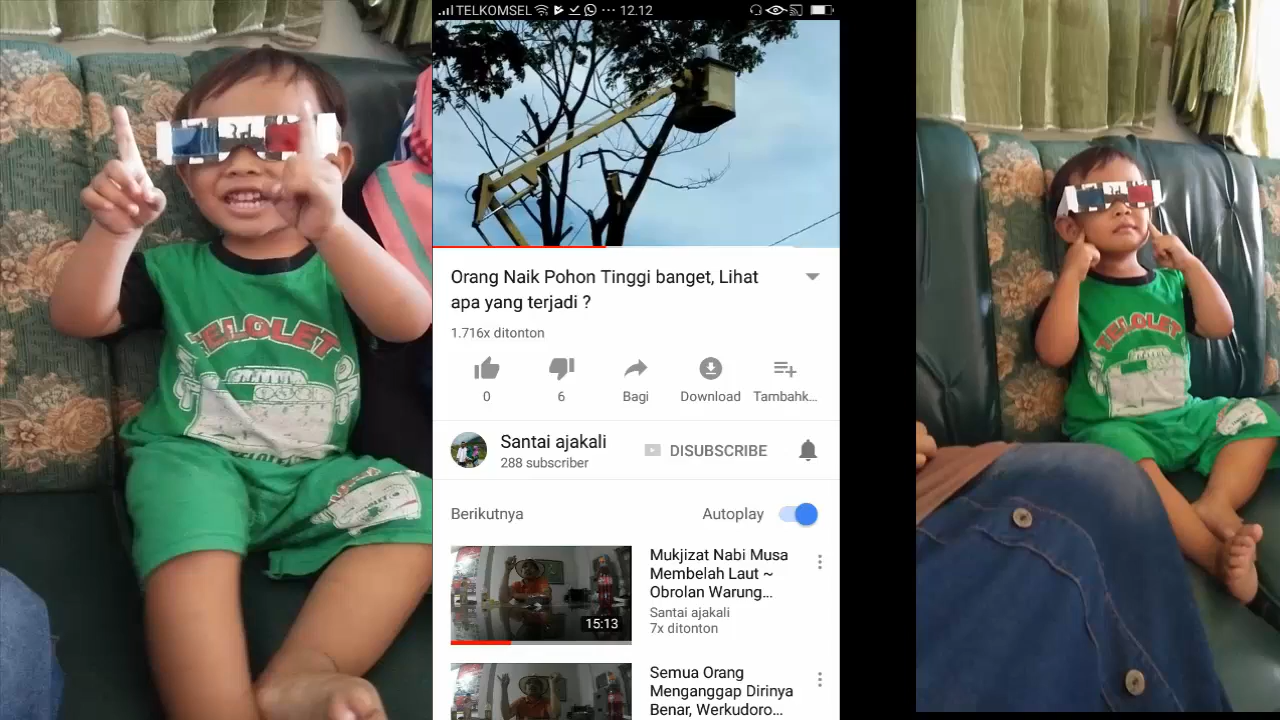 TELKOMSEL 12.12
Orang Naik Pohon Tinggi banget, Lihat
apa yang terjadi ?
1.716x ditonton
0
6
Bagi
Download
Tambahk...
Santai ajakali
288 subscriber
DISUBSCRIBE
Berikutnya
Autoplay
15:13
Mukjizat Nabi Musa
Membelah Laut ~
Obrolan Warung...
Santai ajakali
7x ditonton
Semua Orang
Menganggap Dirinya
Benar, Werkudoro...
TELOLET
TELOLET